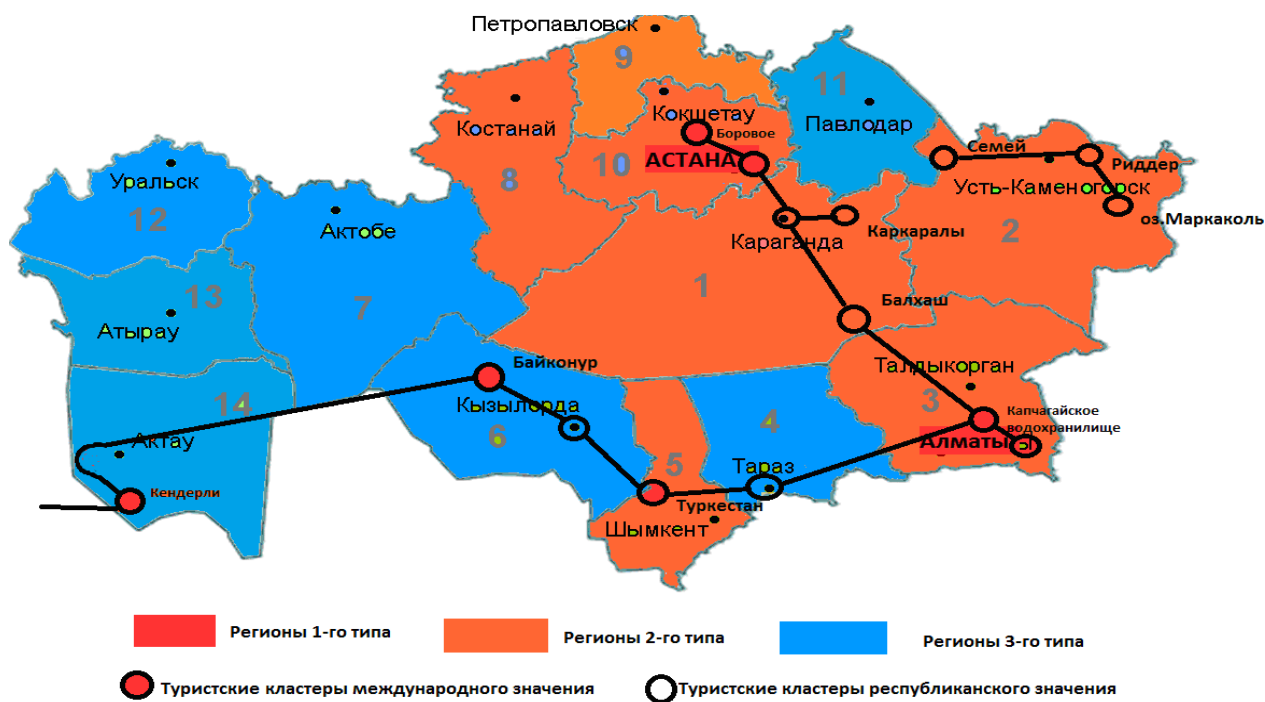 Петропавловск
9
11
Кокшетау
Костанай
Боровое
Павлодар
10
АСТАНА
Семей
Риддер
8
Уральск
Усть-Каменогорск
12
Актобе
Караганда
Каркаралы
2
оз.Маркаколь
13
7
1
Балхаш
Атырау
Байконур
Талдыкорган
14
Кызылорда
3
Капчагайское
водохранилище
6
4
Актау
Алматы
5
Тараз
Кендерли
Туркестан
Шымкент
Регионы 1-го типа
Регионы 2-го типа
Регионы 3-го типа
Туристские кластеры международного значения
Туристские кластеры республиканского значения